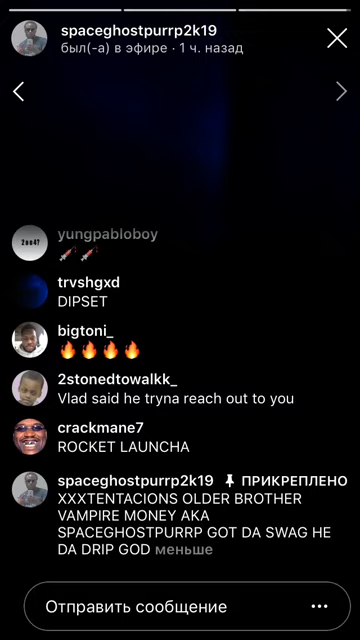 spaceghostpurrp2k19
был(-а) в эфире · 1 ч. назад
2oo4?
yungpabloboy
💉 💉
trvshgxd
DIPSET
bigtoni_
🔥🔥🔥🔥
2stonedtowalkk_
Vlad said he tryna reach out to you
crackmane7
ROCKET LAUNCHA
spaceghostpurrp2k19 📌 ПРИКРЕПЛЕНО
XXXTENTACIONS OLDER BROTHER
VAMPIRE MONEY AKA
SPACEGHOSTPURRP GOT DA SWAG HE
DA DRIP GOD меньше
Отправить сообщение